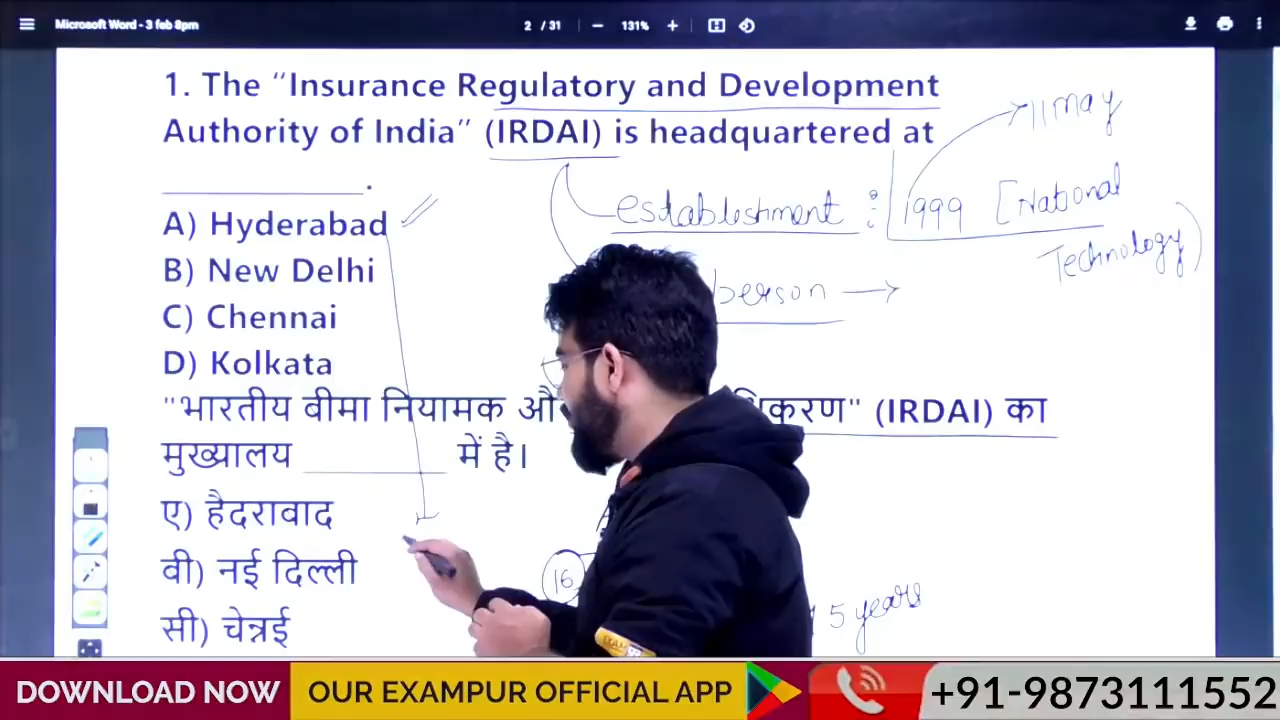 Microsoft Word - 3 feb 8pm
2 / 31
131%
1. The “Insurance Regulatory and Development
Authority of India” (IRDAI) is headquartered at
.
11 may
establishment : 1999 [National
Technology)
A) Hyderabad
B) New Delhi
C) Chennai
D) Kolkata
person →
"भारतीय बीमा नियामक
" (IRDAI) का
मुख्यालय ____________ में है।
ए) हैदराबाद
बी) नई दिल्ली
सी) चेन्नई
16
5 years
DOWNLOAD NOW
OUR EXAMPUR OFFICIAL APP
+91-9873111552